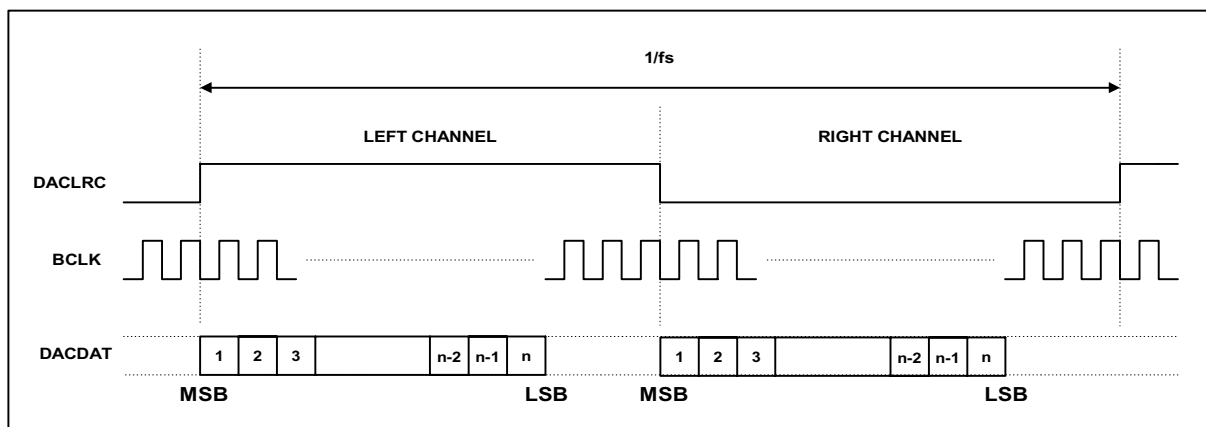 1/fs
LEFT CHANNEL RIGHT CHANNEL
DACLRC
BCLK
DACDAT 1 2 3 n-2 n-1 n 1 2 3 n-2 n-1 n
MSB LSB MSB LSB